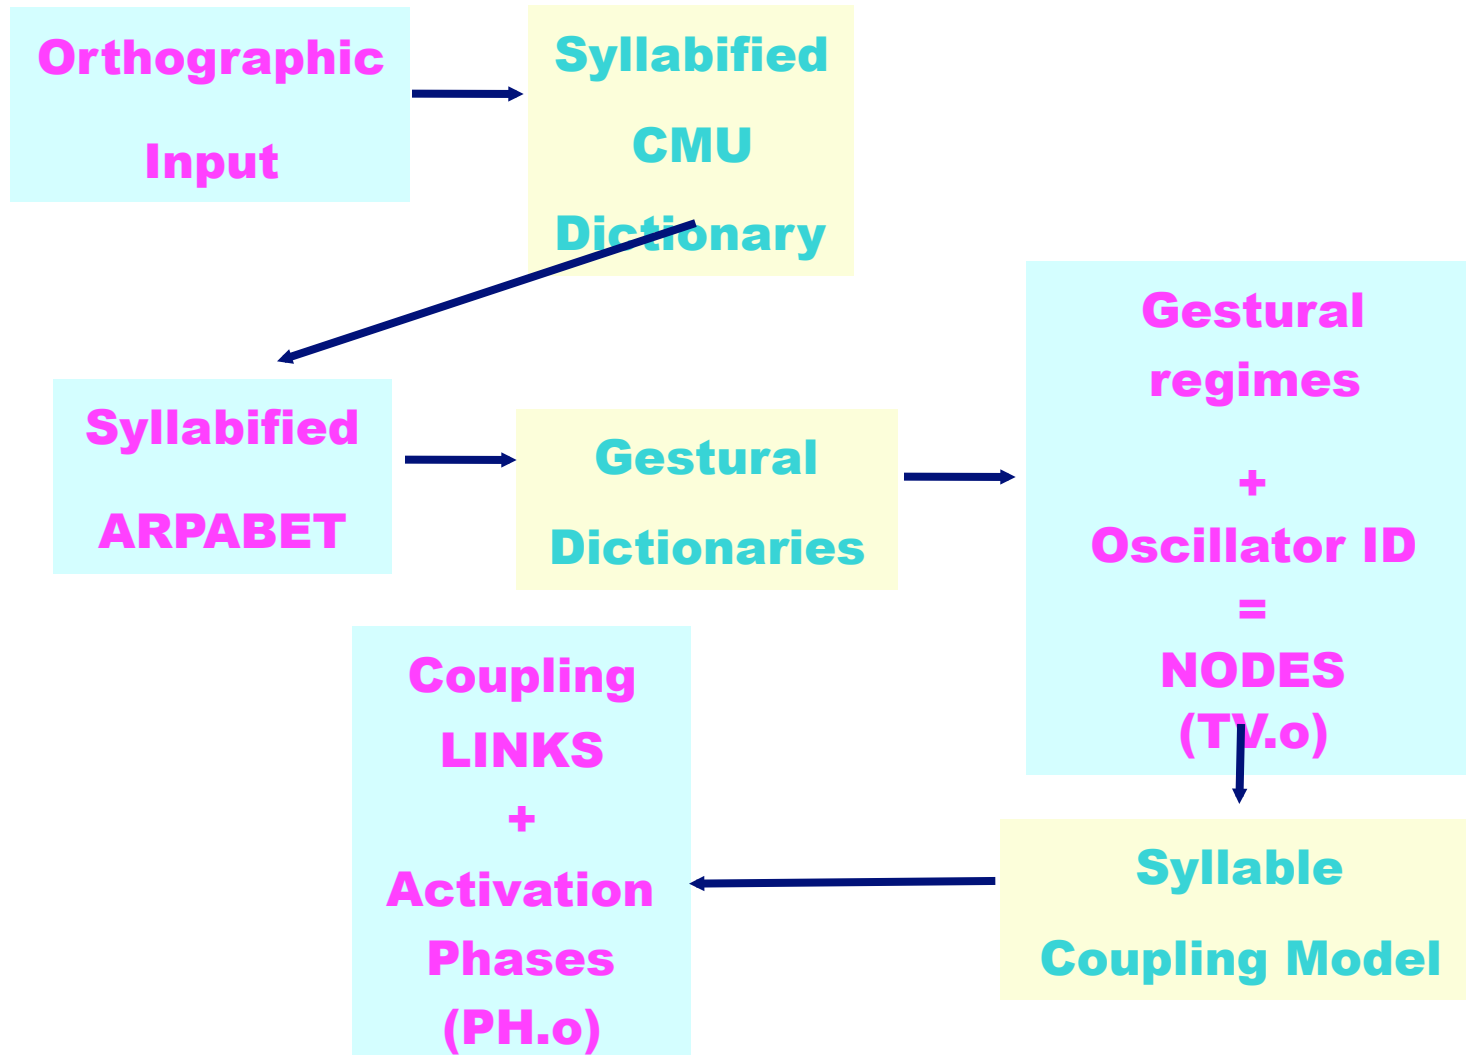 Orthographic
Input
Syllabified
CMU
Dictionary
Syllabified
ARPABET
Gestural
Dictionaries
Gestural
regimes
+
Oscillator ID
=
NODES
(TV.o)
Syllable
Coupling Model
Coupling
LINKS
+
Activation
Phases
(PH.o)